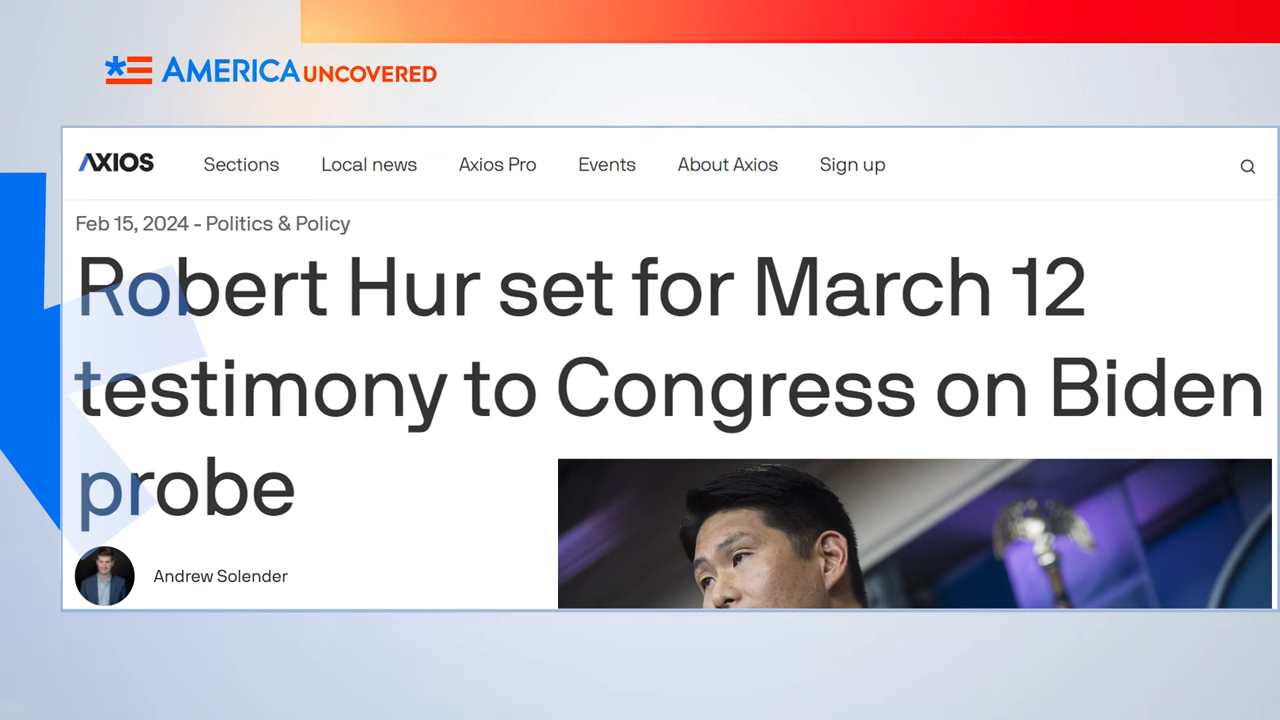 AMERICA UNCOVERED
AXIOS Sections Local news Axios Pro Events About Axios Sign up
Feb 15, 2024 - Politics & Policy
Robert Hur set for March 12
testimony to Congress on Biden
probe
Andrew Solender